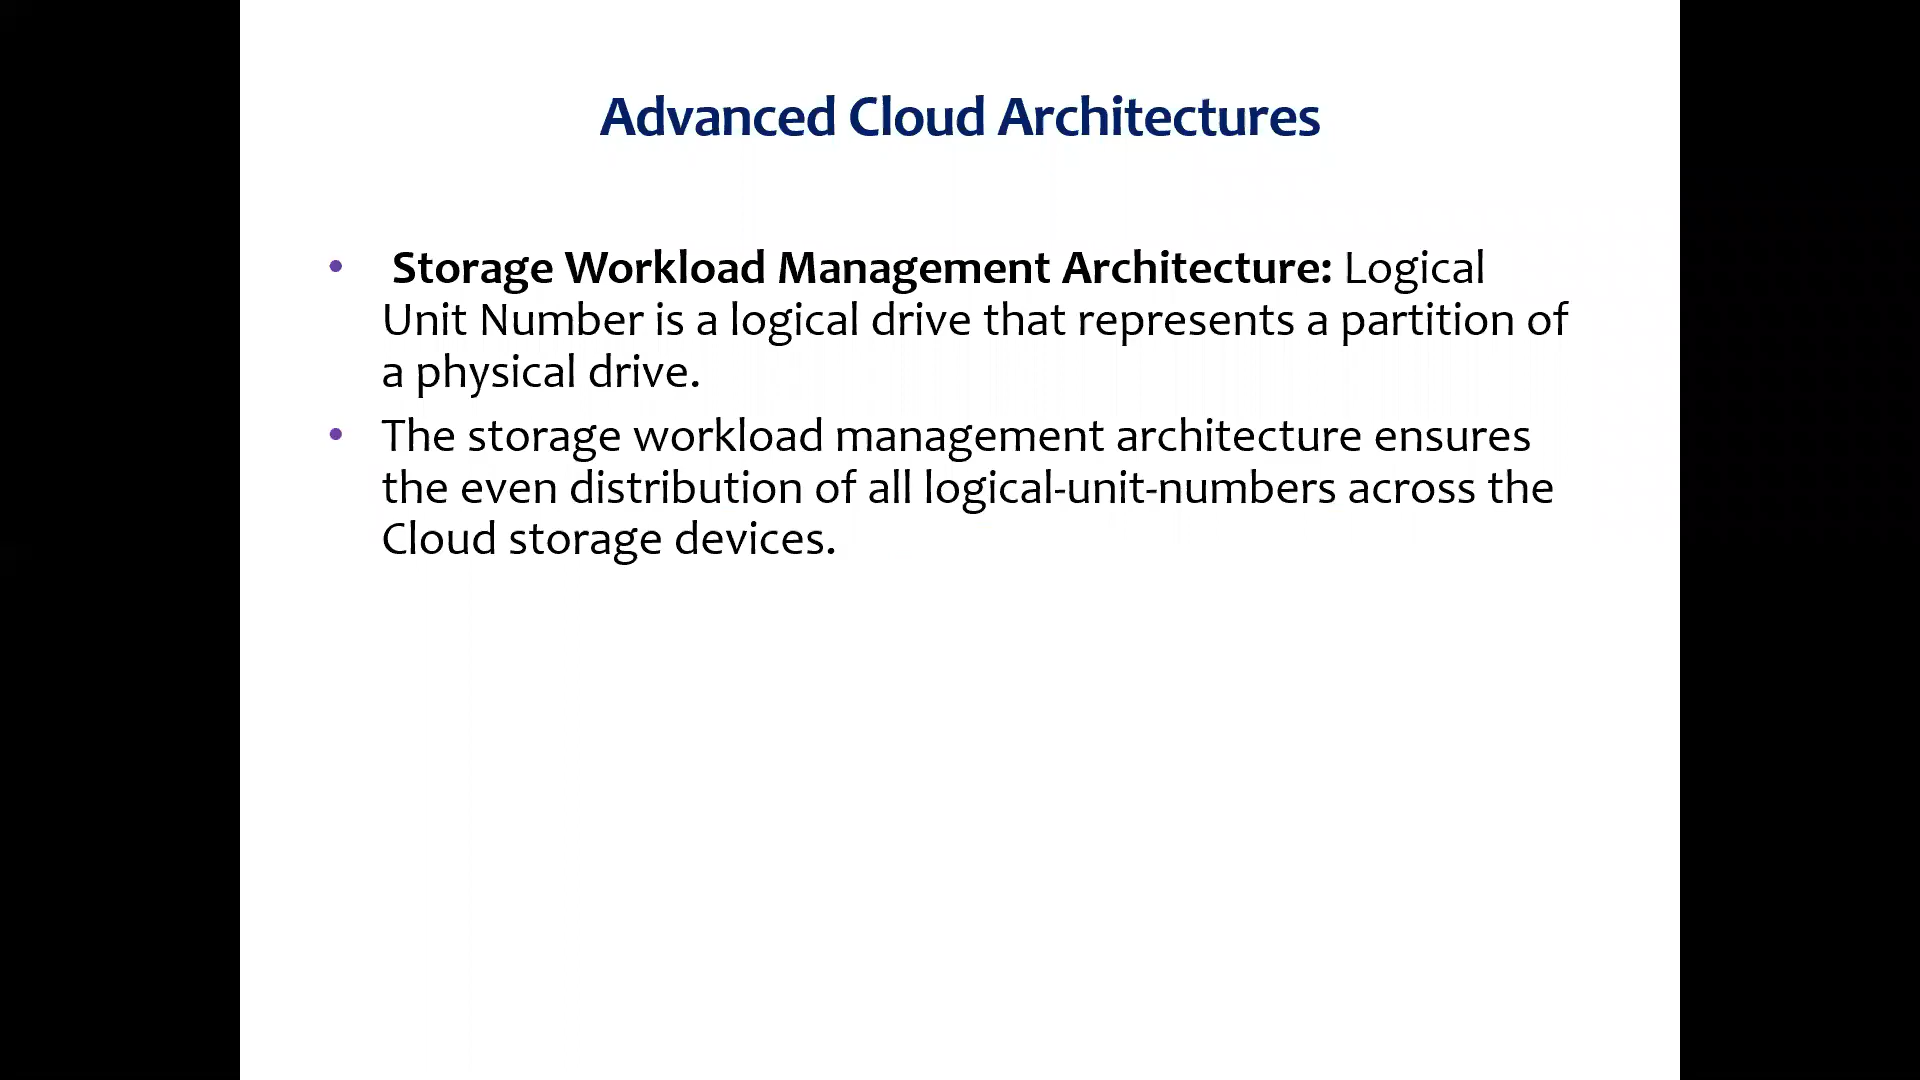 Advanced Cloud Architectures
• Storage Workload Management Architecture: Logical
Unit Number is a logical drive that represents a partition of
a physical drive.
• The storage workload management architecture ensures
the even distribution of all logical-unit-numbers across the
Cloud storage devices.